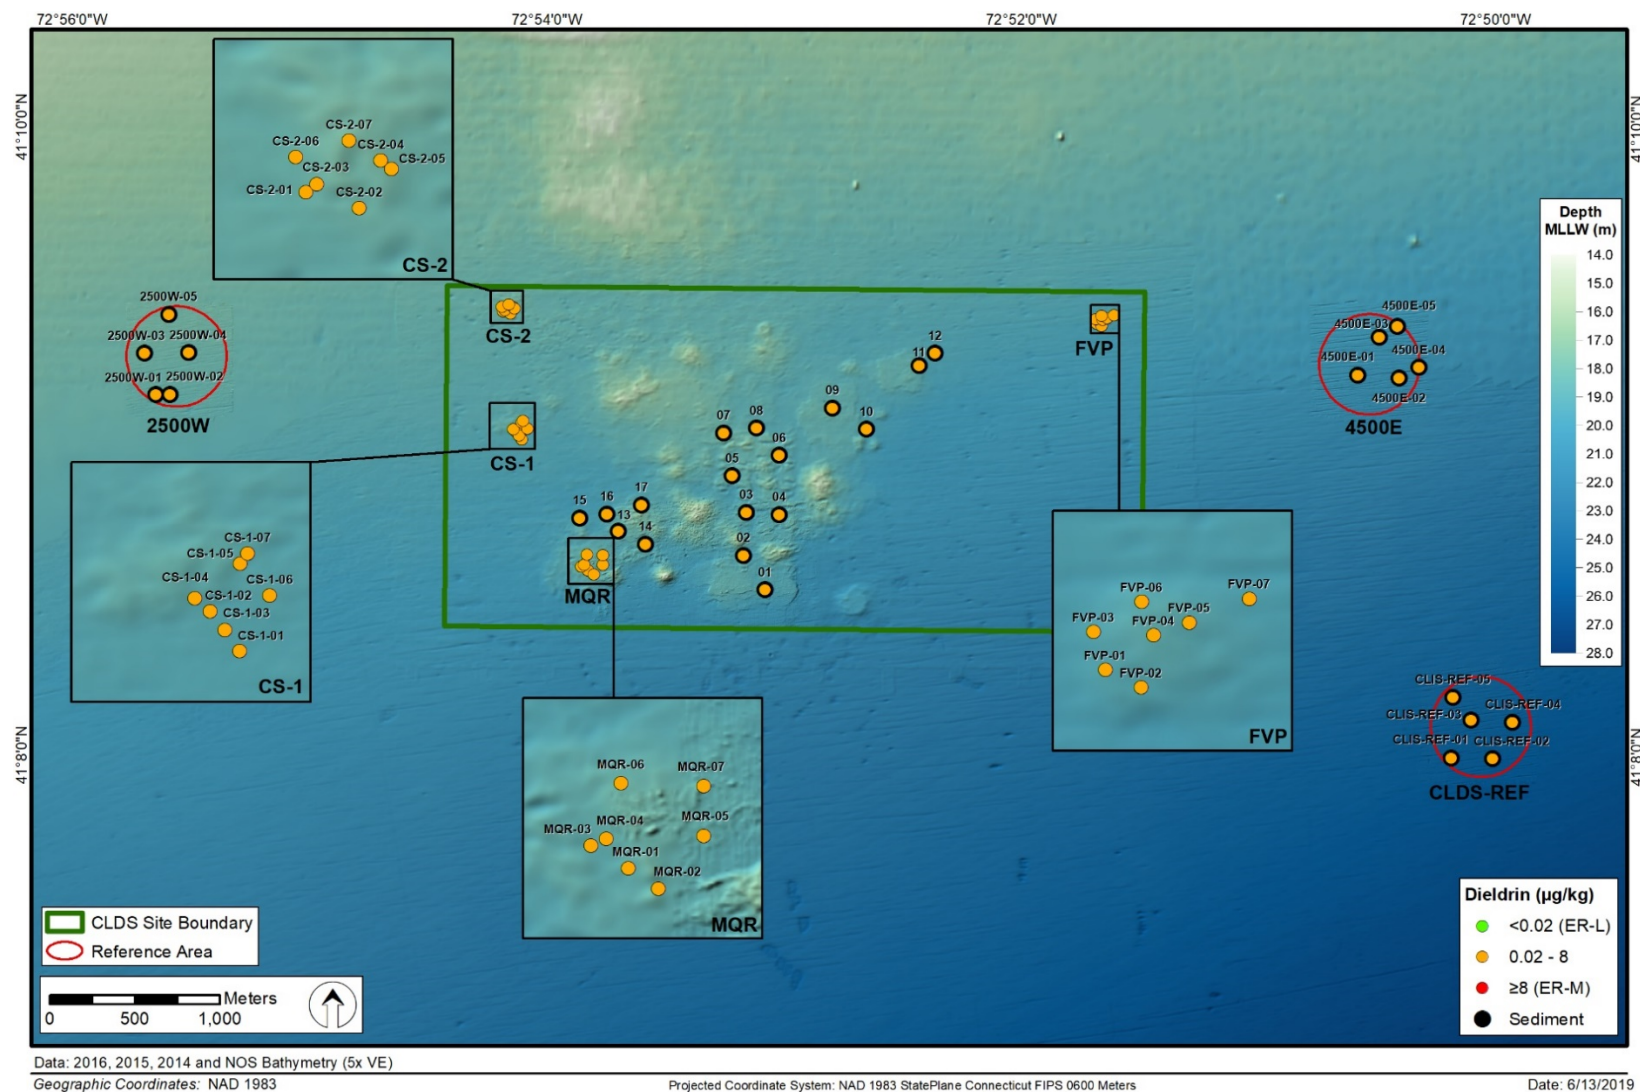 72°56'0"W
72°54'0"W
72°52'0"W
72°50'0"W
41°10'0"N
41°10'0"N
CS-2-07
CS-2-06
CS-2-04
CS-2-05
CS-2-03
CS-2-01
CS-2-02
CS-2
Depth
MLLW (m)
14.0
15.0
16.0
17.0
18.0
19.0
20.0
21.0
22.0
23.0
24.0
25.0
26.0
27.0
28.0
2500W-05
2500W-03
2500W-04
2500W-01
2500W-02
2500W
CS-2
FVP
4500E-05
4500E-03
4500E-04
4500E-01
4500E-02
4500E
12
11
09
10
08
07
06
05
03
04
02
01
CS-1
17
16
15
13
14
MQR
CS-1-07
CS-1-05
CS-1-04
CS-1-06
CS-1-02
CS-1-03
CS-1-01
CS-1
FVP-07
FVP-06
FVP-05
FVP-03
FVP-04
FVP-01
FVP-02
FVP
CLIS-REF-05
CLIS-REF-04
CLIS-REF-03
CLIS-REF-01
CLIS-REF-02
CLDS-REF
41°8'0"N
41°8'0"N
MQR-06
MQR-07
MQR-05
MQR-04
MQR-03
MQR-01
MQR-02
MQR
CLDS Site Boundary
Reference Area
Meters
0
500
1,000
Dieldrin (µg/kg)
<0.02 (ER-L)
0.02 - 8
≥8 (ER-M)
Sediment
Data: 2016, 2015, 2014 and NOS Bathymetry (5x VE)
Geographic Coordinates: NAD 1983
Projected Coordinate System: NAD 1983 StatePlane Connecticut FIPS 0600 Meters
Date: 6/13/2019